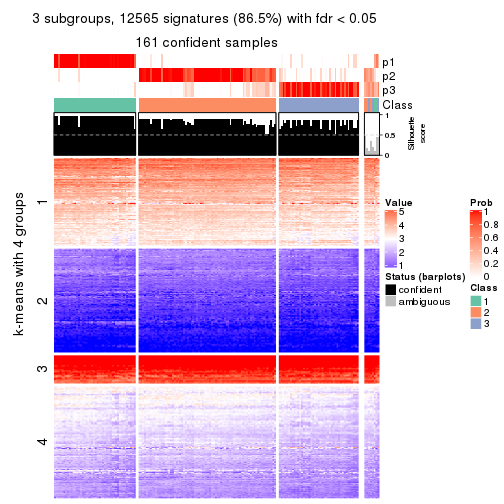 3 subgroups, 12565 signatures (86.5%) with fdr < 0.05
161 confident samples
p1
p2
p3
Class
1
0.5
0
Silhouette
score
k-means with 4 groups
1
2
3
4
Value
5
4
3
2
1
Status (barplots)
confident
ambiguous
Prob
1
0.8
0.6
0.4
0.2
0
Class
1
2
3